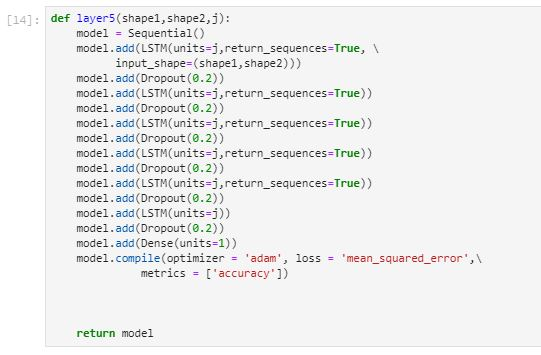 [14]: def layer5(shape1,shape2,j):
    model = Sequential()
    model.add(LSTM(units=j,return_sequences=True, \
          input_shape=(shape1,shape2)))
    model.add(Dropout(0.2))
    model.add(LSTM(units=j,return_sequences=True))
    model.add(Dropout(0.2))
    model.add(LSTM(units=j,return_sequences=True))
    model.add(Dropout(0.2))
    model.add(LSTM(units=j,return_sequences=True))
    model.add(Dropout(0.2))
    model.add(LSTM(units=j,return_sequences=True))
    model.add(Dropout(0.2))
    model.add(LSTM(units=j))
    model.add(Dropout(0.2))
    model.add(Dense(units=1))
    model.compile(optimizer = 'adam', loss = 'mean_squared_error',\
              metrics = ['accuracy'])
    return model